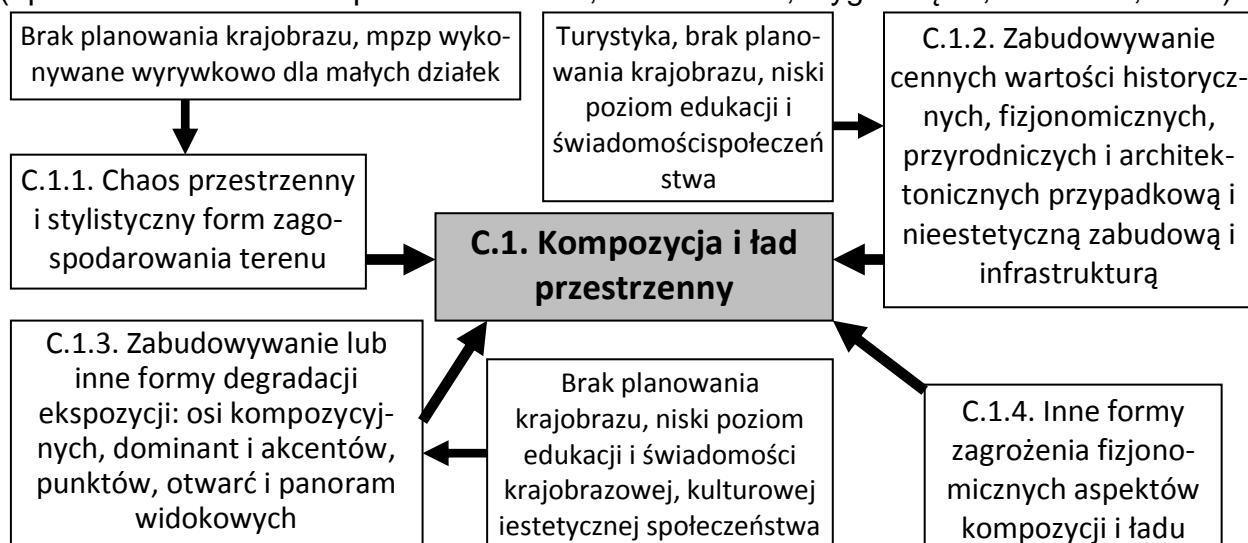 Brak planowania krajobrazu, mpzp wyko-
nywane wyrywkowo dla małych działek
Turystyka, brak plano-
wania krajobrazu, niski
poziom edukacji i
świadomościspołeczeń
stwa
C.1.2. Zabudowywanie
cennych wartości historycz-
nych, fizjonomicznych,
przyrodniczych i architek-
tonicznych przypadkową i
nieestetyczną zabudową i
infrastrukturą
C.1.1. Chaos przestrzenny
i stylistyczny form zago-
spodarowania terenu
C.1. Kompozycja i ład
przestrzenny
C.1.3. Zabudowywanie lub
inne formy degradacji
ekspozycji: osi kompozycyj-
nych, dominant i akcentów,
punktów, otwarć i panoram
widokowych
Brak planowania
krajobrazu, niski poziom
edukacji i świadomości
krajobrazowej, kulturowej
iestetycznej społeczeństwa
C.1.4. Inne formy
zagrożenia fizjono-
micznych aspektów
kompozycji i ładu